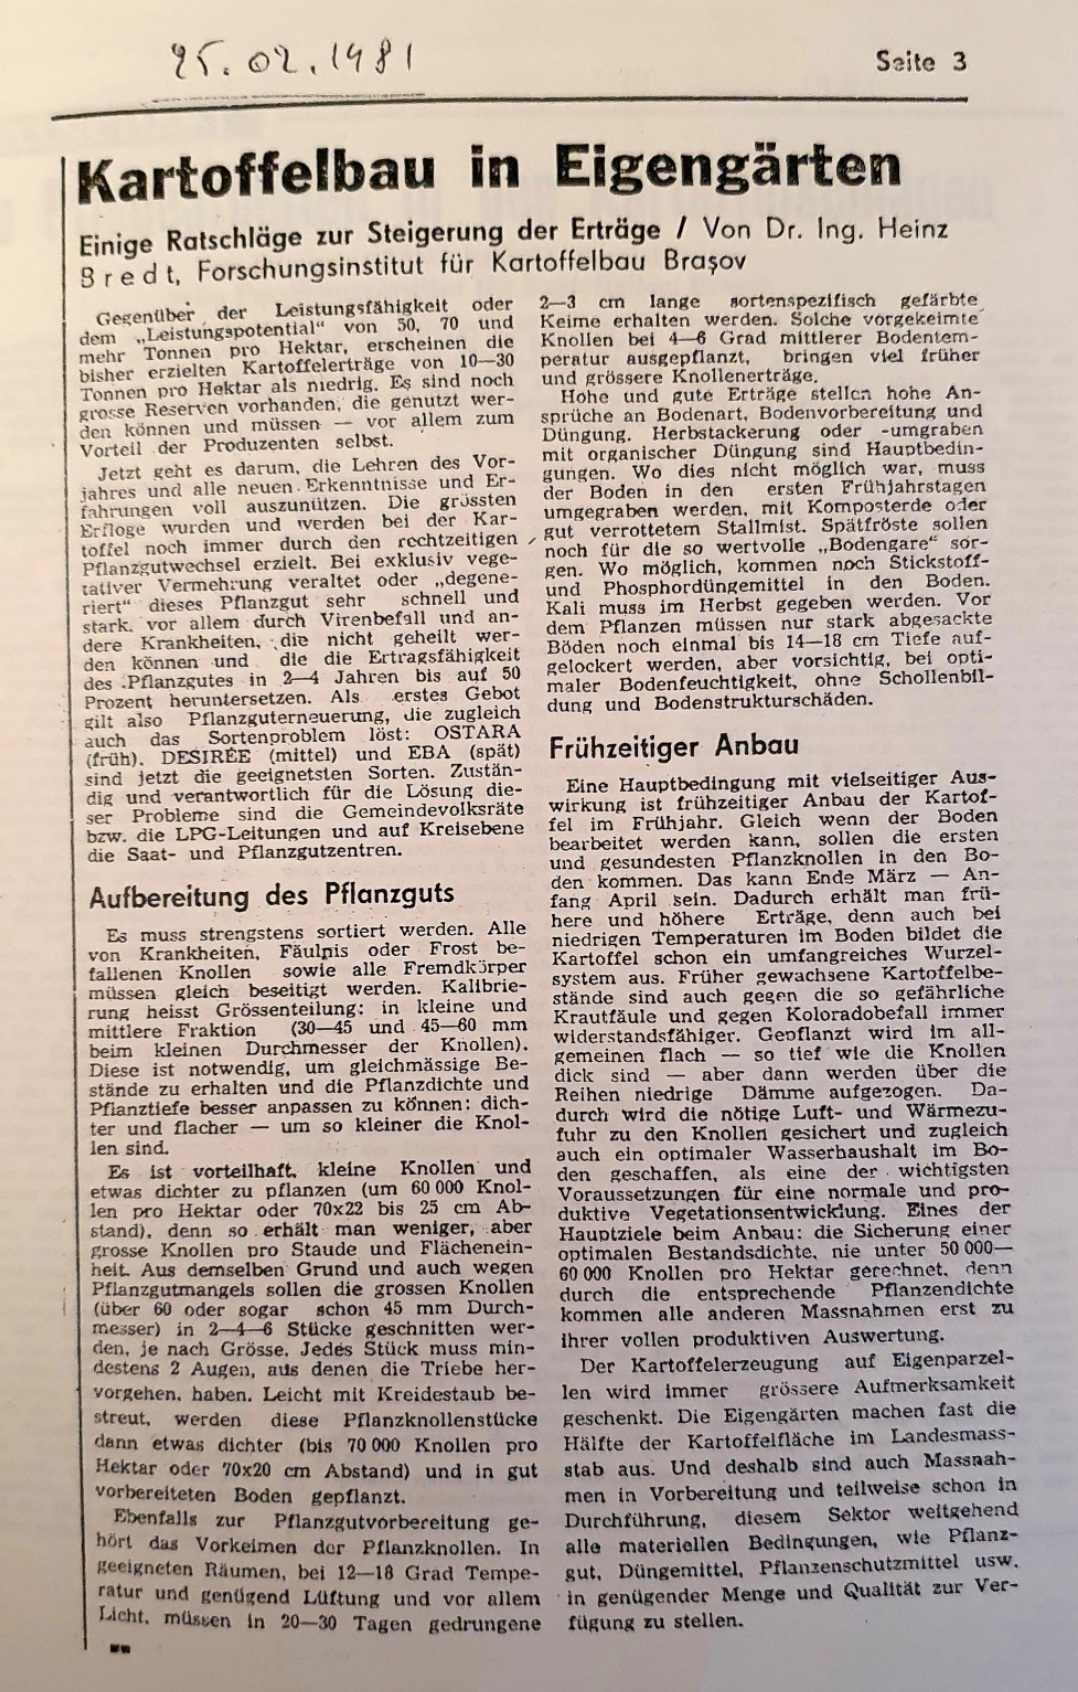 25.02.1981
Seite 3
Kartoffelbau in Eigengärten
Einige Ratschläge zur Steigerung der Erträge / Von Dr. Ing. Heinz
Bredt, Forschungsinstitut für Kartoffelbau Braşov
Gegenüber der Leistungsfähigkeit oder
dem „Leistungspotential" von 50, 70 und
mehr Tonnen pro Hektar, erscheinen die
bisher erzielten Kartoffelerträge von 10—30
Tonnen pro Hektar als niedrig. Es sind noch
grosse Reserven vorhanden, die genutzt wer-
den können und müssen — vor allem zum
Vorteil der Produzenten selbst.
Jetzt geht es darum, die Lehren des Vor-
jahres und alle neuen Erkenntnisse und Er-
fahrungen voll auszunützen. Die grössten
Erfloge wurden und werden bei der Kar-
toffel noch immer durch den rechtzeitigen
Pflanzgutwechsel erzielt. Bei exklusiv vege-
tativer Vermehrung veraltet oder „degene-
riert" dieses Pflanzgut sehr schnell und
stark, vor allem durch Virenbefall und an-
dere Krankheiten, die nicht geheilt wer-
den können und die die Ertragsfähigkeit
des Pflanzgutes in 2—4 Jahren bis auf 50
Prozent heruntersetzen. Als erstes Gebot
gilt also Pflanzguterneuerung, die zugleich
auch das Sortenproblem löst: OSTARA
(früh), DESIRÉE (mittel) und EBA (spät)
sind jetzt die geeignetsten Sorten. Zustän-
dig und verantwortlich für die Lösung die-
ser Probleme sind die Gemeindevolksräte
bzw. die LPG-Leitungen und auf Kreisebene
die Saat- und Pflanzgutzentren.
Aufbereitung des Pflanzguts
Es muss strengstens sortiert werden. Alle
von Krankheiten, Fäulnis oder Frost be-
fallenen Knollen sowie alle Fremdkörper
müssen gleich beseitigt werden. Kalibrie-
rung heisst Grössenteilung: in kleine und
mittlere Fraktion (30—45 und 45—60 mm
beim kleinen Durchmesser der Knollen).
Diese ist notwendig, um gleichmässige Be-
stände zu erhalten und die Pflanzdichte und
Pflanztiefe besser anpassen zu können: dich-
ter und flacher — um so kleiner die Knol-
len sind.
Es ist vorteilhaft, kleine Knollen und
etwas dichter zu pflanzen (um 60 000 Knol-
len pro Hektar oder 70x22 bis 25 cm Ab-
stand), denn so erhält man weniger, aber
grosse Knollen pro Staude und Flächenein-
heit. Aus demselben Grund und auch wegen
Pflanzgutmangels sollen die grossen Knollen
(über 60 oder sogar schon 45 mm Durch-
messer) in 2—4—6 Stücke geschnitten wer-
den, je nach Grösse. Jedes Stück muss min-
destens 2 Augen, aus denen die Triebe her-
vorgehen, haben. Leicht mit Kreidestaub be-
streut, werden diese Pflanzknollenstücke
dann etwas dichter (bis 70 000 Knollen pro
Hektar oder 70x20 cm Abstand) und in gut
vorbereiteten Boden gepflanzt.
Ebenfalls zur Pflanzgutvorbereitung ge-
hört das Vorkeimen der Pflanzknollen. In
geeigneten Räumen, bei 12—18 Grad Tempe-
ratur und genügend Lüftung und vor allem
Licht, müssen in 20—30 Tagen gedrungene
2—3 cm lange sortenspezifisch gefärbte
Keime erhalten werden. Solche vorgekeimte
Knollen bei 4—6 Grad mittlerer Bodentem-
peratur ausgepflanzt, bringen viel früher
und grössere Knollenerträge.
Hohe und gute Erträge stellen hohe An-
sprüche an Bodenart, Bodenvorbereitung und
Düngung. Herbstackerung oder -umgraben
mit organischer Düngung sind Hauptbedin-
gungen. Wo dies nicht möglich war, muss
der Boden in den ersten Frühjahrstagen
umgegraben werden, mit Komposterde oder
gut verrottetem Stallmist. Spätfröste sollen
noch für die so wertvolle „Bodengare" sor-
gen. Wo möglich, kommen noch Stickstoff-
und Phosphordüngemittel in den Boden.
Kali muss im Herbst gegeben werden. Vor
dem Pflanzen müssen nur stark abgesackte
Böden noch einmal bis 14—18 cm Tiefe auf-
gelockert werden, aber vorsichtig, bei opti-
maler Bodenfeuchtigkeit, ohne Schollenbil-
dung und Bodenstrukturschäden.
Frühzeitiger Anbau
Eine Hauptbedingung mit vielseitiger Aus-
wirkung ist frühzeitiger Anbau der Kartof-
fel im Frühjahr. Gleich wenn der Boden
bearbeitet werden kann, sollen die ersten
und gesundesten Pflanzknollen in den Bo-
den kommen. Das kann Ende März — An-
fang April sein. Dadurch erhält man frü-
here und höhere Erträge, denn auch bei
niedrigen Temperaturen im Boden bildet die
Kartoffel schon ein umfangreiches Wurzel-
system aus. Früher gewachsene Kartoffelbe-
stände sind auch gegen die so gefährliche
Krautfäule und gegen Koloradobefall immer
widerstandsfähiger. Gepflanzt wird im all-
gemeinen flach — so tief wie die Knollen
dick sind — aber dann werden über die
Reihen niedrige Dämme aufgezogen. Da-
durch wird die nötige Luft- und Wärmezu-
fuhr zu den Knollen gesichert und zugleich
auch ein optimaler Wasserbauhalt im Bo-
den geschaffen, als eine der wichtigsten
Voraussetzungen für eine normale und pro-
duktive Vegetationsentwicklung. Eines der
Hauptziele beim Anbau: die Sicherung einer
optimalen Bestandsdichte, nie unter 50 000—
60 000 Knollen pro Hektar gerechnet, denn
durch die entsprechende Pflanzendichte
kommen alle anderen Massnahmen erst zu
ihrer vollen produktiven Auswertung.
Der Kartoffelerzeugung auf Eigenparzel-
len wird immer grössere Aufmerksamkeit
geschenkt. Die Eigengärten machen fast die
Hälfte der Kartoffelfläche im Landesmass-
stab aus. Und deshalb sind auch Massnah-
men in Vorbereitung und teilweise schon in
Durchführung, diesem Sektor weitgehend
alle materiellen Bedingungen, wie Pflanz-
gut, Düngemittel, Pflanzenschutzmittel usw.
in genügender Menge und Qualität zur Ver-
fügung zu stellen.